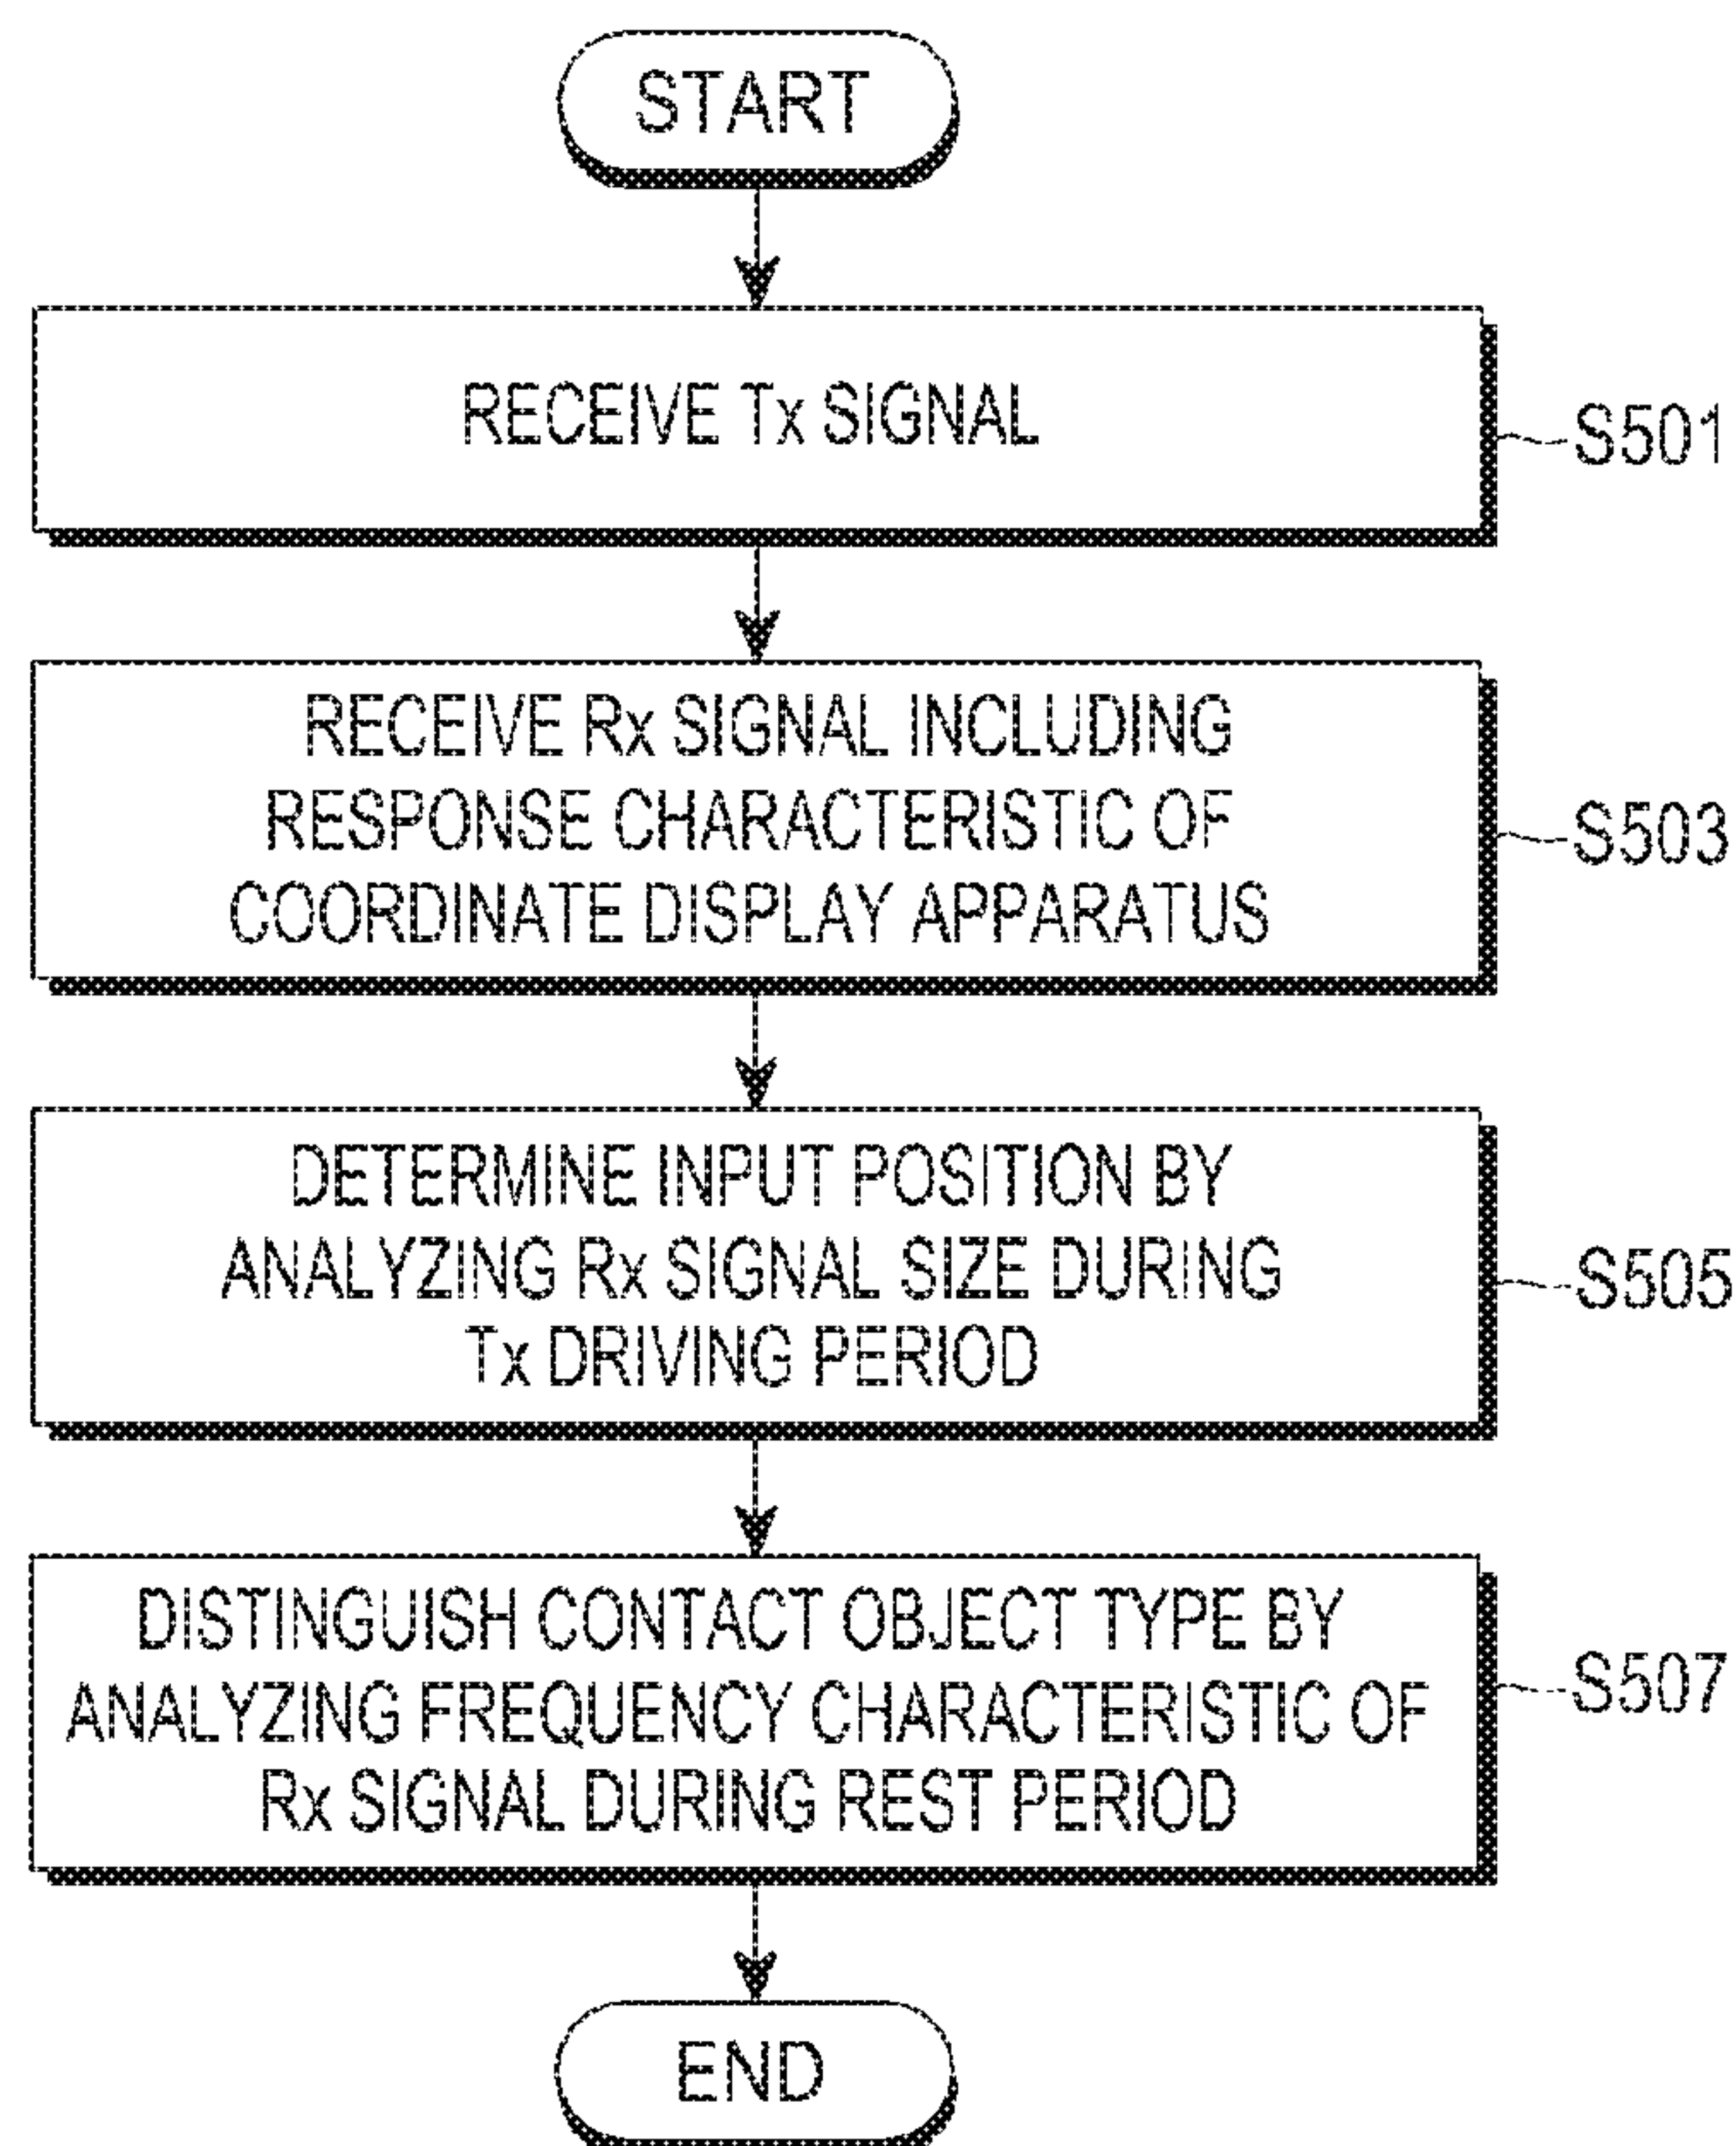 START
RECEIVE Tx SIGNAL
S501
RECEIVE Rx SIGNAL INCLUDING
RESPONSE CHARACTERISTIC OF
COORDINATE DISPLAY APPARATUS
S503
DETERMINE INPUT POSITION BY
ANALYZING Rx SIGNAL SIZE DURING
Tx DRIVING PERIOD
S505
DISTINGUISH CONTACT OBJECT TYPE BY
ANALYZING FREQUENCY CHARACTERISTIC OF
Rx SIGNAL DURING REST PERIOD
S507
END